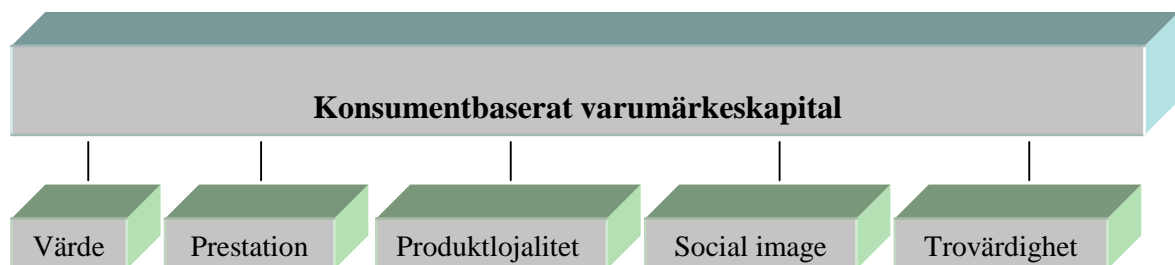 Konsumentbaserat varumärkeskapital
Värde Prestation Produktlojalitet Social image Trovärdighet